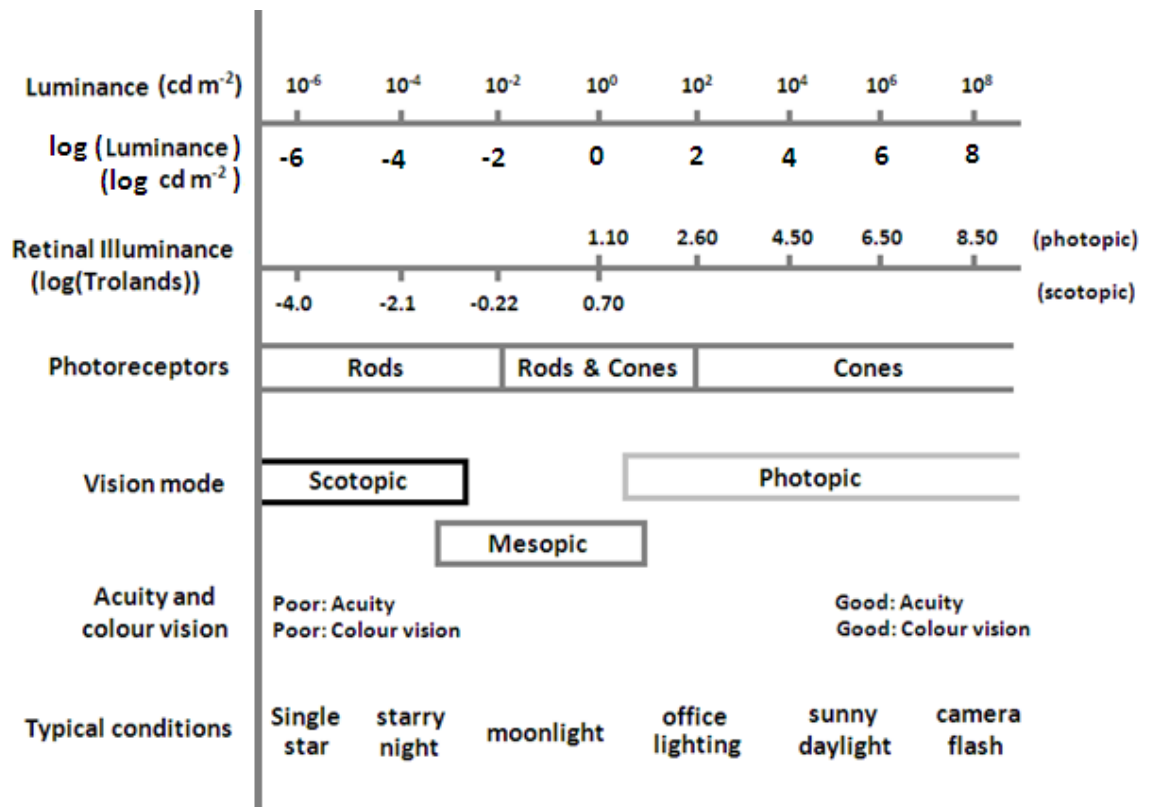 Luminance (cd m⁻²) 10⁻⁶ 10⁻⁴ 10⁻² 10⁰ 10² 10⁴ 10⁶ 10⁸
log (Luminance)
(log cd m⁻²)
-6 -4 -2 0 2 4 6 8
Retinal Illuminance
(log(Trolands))
1.10 2.60 4.50 6.50 8.50 (photopic)
-4.0 -2.1 -0.22 0.70 (scotopic)
Photoreceptors Rods Rods & Cones Cones
Vision mode Scotopic Photopic
Mesopic
Acuity and
colour vision
Poor: Acuity
Poor: Colour vision
Good: Acuity
Good: Colour vision
Typical conditions
Single
star
starry
night
moonlight
office
lighting
sunny
daylight
camera
flash